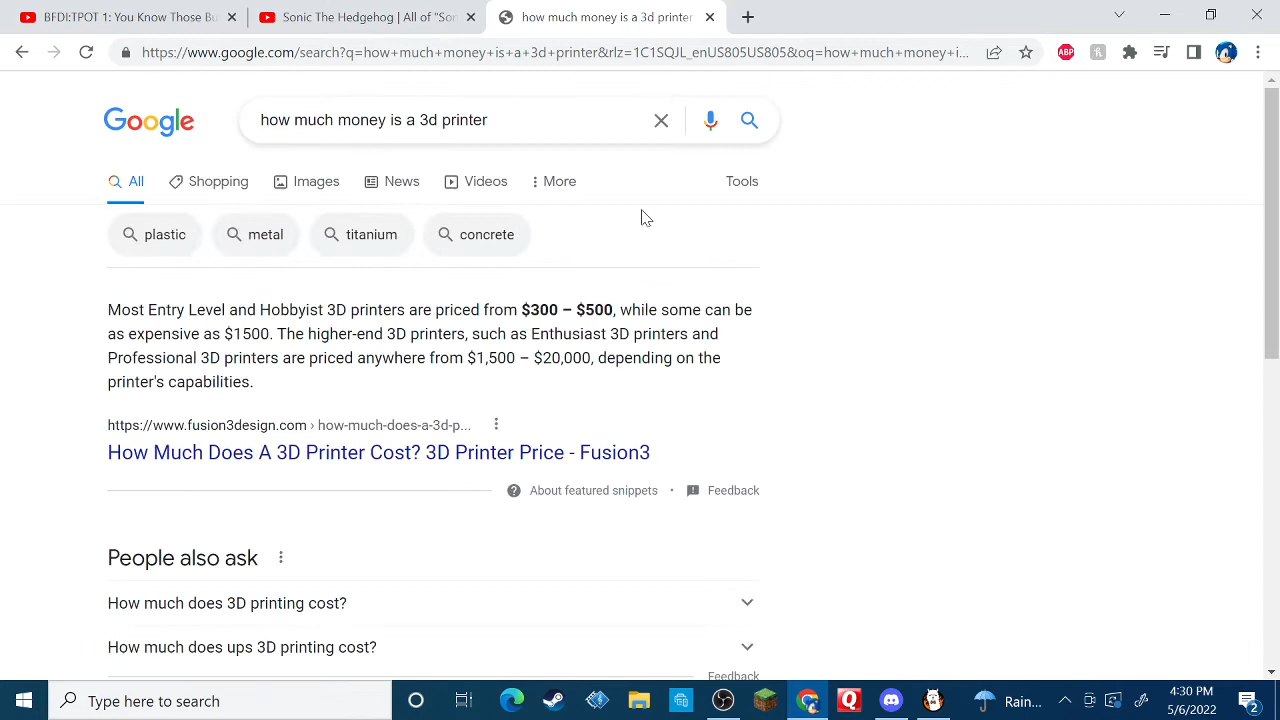 BFDI:TPOT 1: You Know Those Bu
Sonic The Hedgehog | All of "So
how much money is a 3d printer
https://www.google.com/search?q=how+much+money+is+a+3d+printer&rlz=1C1SQJL_enUS805US805&oq=how+much+money+i...
ABP
Google
how much money is a 3d printer
All
Shopping
Images
News
Videos
More
Tools
plastic
metal
titanium
concrete
Most Entry Level and Hobbyist 3D printers are priced from $300 – $500, while some can be
as expensive as $1500. The higher-end 3D printers, such as Enthusiast 3D printers and
Professional 3D printers are priced anywhere from $1,500 – $20,000, depending on the
printer's capabilities.
https://www.fusion3design.com › how-much-does-a-3d-p...
How Much Does A 3D Printer Cost? 3D Printer Price - Fusion3
About featured snippets • Feedback
People also ask
How much does 3D printing cost?
How much does ups 3D printing cost?
Feedback
Type here to search
Rain...
4:30 PM
5/6/2022
2